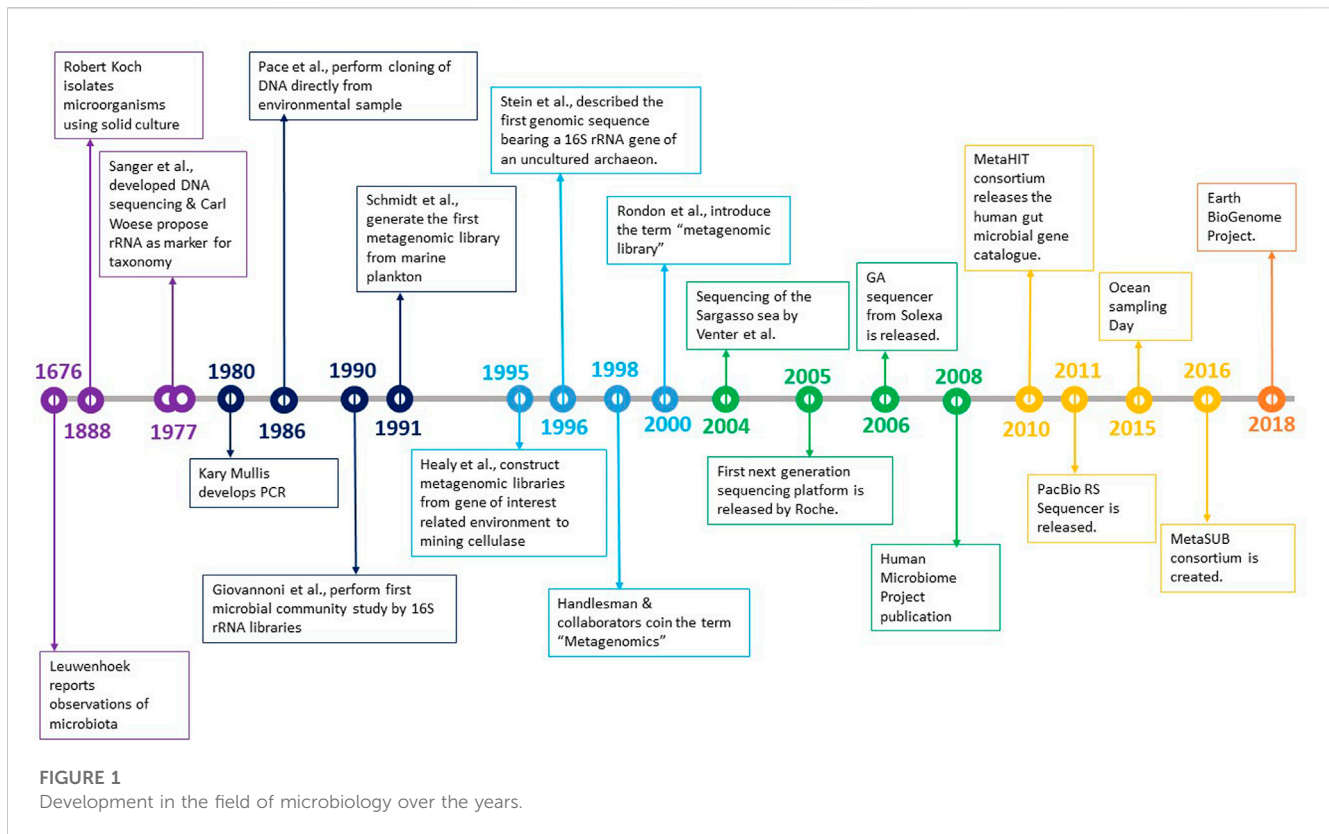 Robert Koch
isolates
microorganisms
using solid culture
Sanger et al.,
developed DNA
sequencing & Carl
Woese propose
rRNA as marker for
taxonomy
Pace et al., perform cloning of
DNA directly from
environmental sample
Schmidt et al.,
generate the first
metagenomic library
from marine
plankton
Stein et al., described the
first genomic sequence
bearing a 16S rRNA gene of
an uncultured archaeon.
Rondon et al., introduce
the term “metagenomic
library”
Sequencing of the
Sargasso sea by
Venter et al.
GA
sequencer
from Solexa
is released.
MetaHIT
consortium
releases the
human gut
microbial gene
catalogue.
Ocean
sampling
Day
Earth
BioGenome
Project.
1676
1888
1977
1980
1986
1990
1991
1995
1996
1998
2000
2004
2005
2006
2008
2010
2011
2015
2016
2018
Leuwenhoek
reports
observations of
microbiota
Kary Mullis
develops PCR
Giovannoni et al., perform first
microbial community study by 16S
rRNA libraries
Healy et al., construct
metagenomic libraries
from gene of interest
related environment to
mining cellulase
Handlesman &
collaborators coin the term
“Metagenomics”
First next generation
sequencing platform is
released by Roche.
Human
Microbiome
Project
publication
PacBio RS
Sequencer is
released.
MetaSUB
consortium is
created.
FIGURE 1
Development in the field of microbiology over the years.